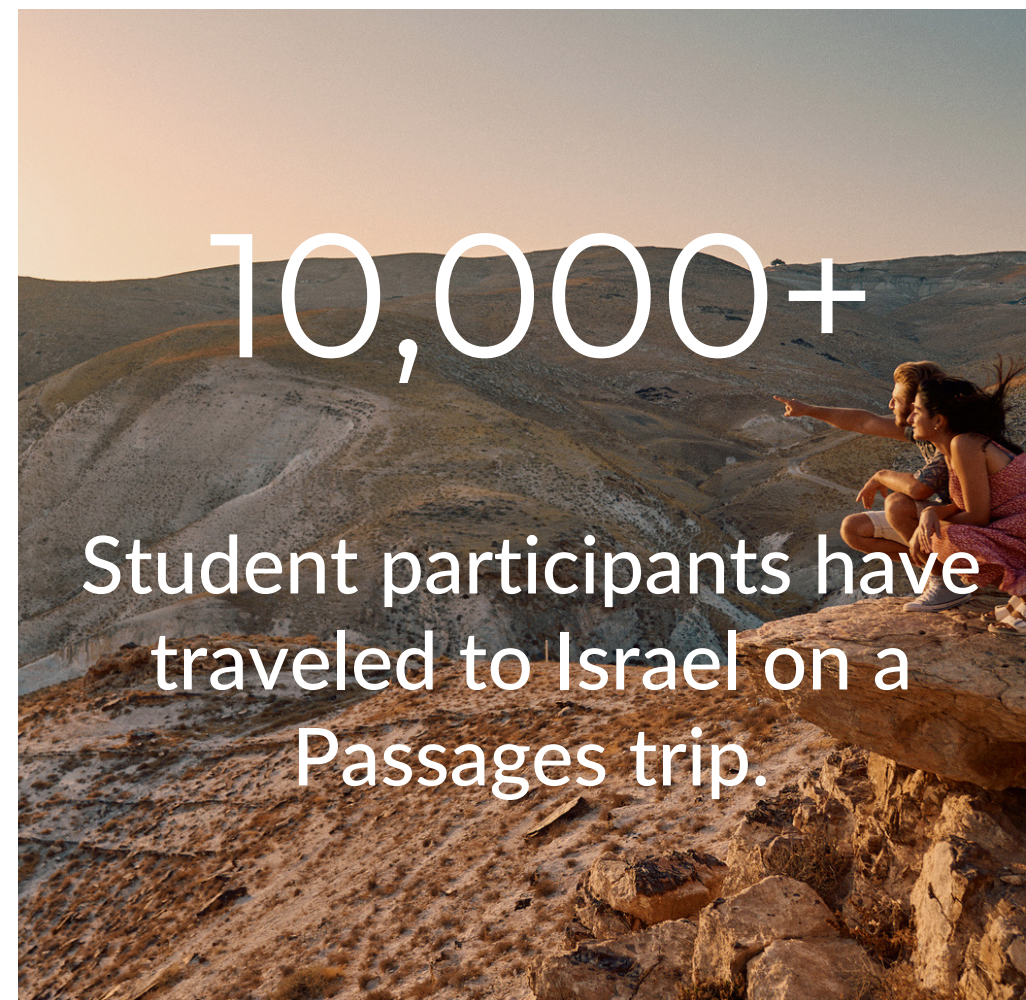 10,000+
Student participants have
traveled to Israel on a
Passages trip.